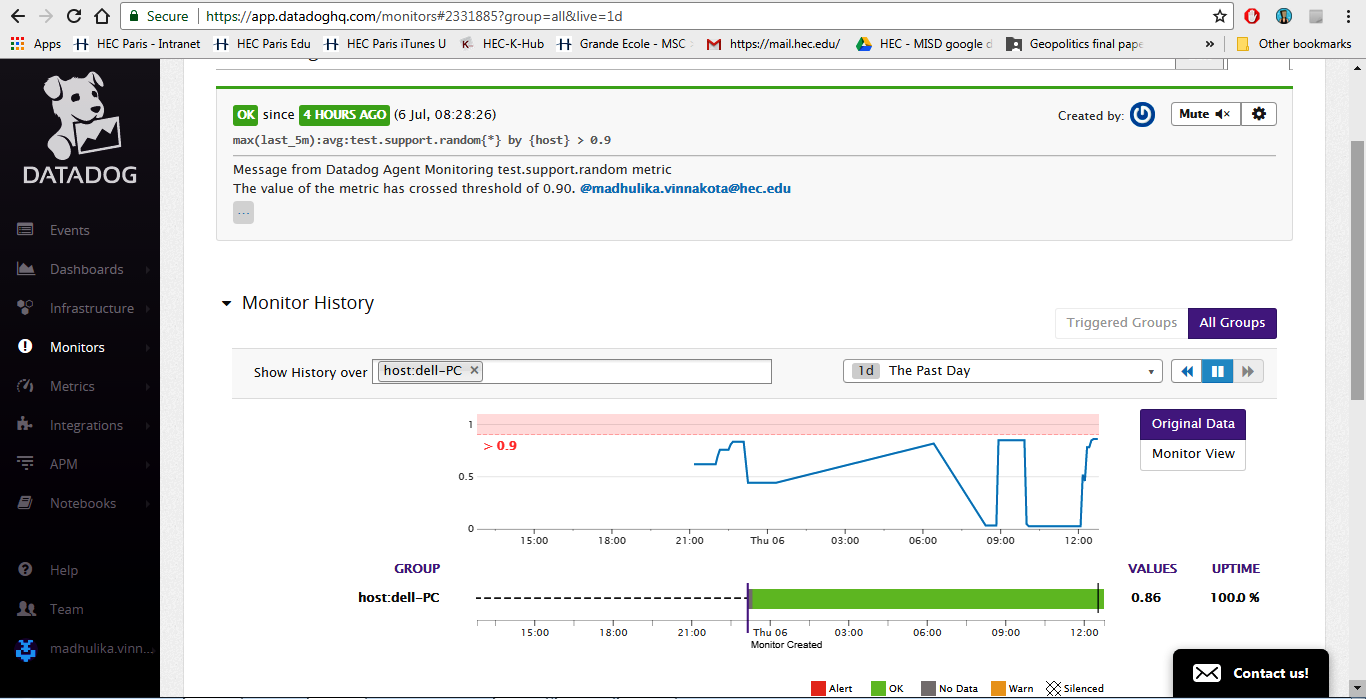 Secure https://app.datadoghq.com/monitors#2331885?group=all&live=1d
Apps HEC Paris - Intranet HEC Paris Edu HEC Paris iTunes U HEC-K-Hub Grande Ecole - MSC https://mail.hec.edu/ HEC - MISD google d Geopolitics final pape » Other bookmarks
DATADOG
Events
Dashboards
Infrastructure
Monitors
Metrics
Integrations
APM
Notebooks
Help
Team
madhulika.vinn...
OK since 4 HOURS AGO (6 Jul, 08:28:26)
Created by:
Mute
max(last_5m):avg:test.support.random{*} by {host} > 0.9
Message from Datadog Agent Monitoring test.support.random metric
The value of the metric has crossed threshold of 0.90. @madhulika.vinnakota@hec.edu
...
Monitor History
Triggered Groups All Groups
Show History over host:dell-PC × 1d The Past Day
1
> 0.9
0.5
0
15:00 18:00 21:00 Thu 06 03:00 06:00 09:00 12:00
Original Data
Monitor View
GROUP VALUES UPTIME
host:dell-PC 0.86 100.0 %
15:00 18:00 21:00 Thu 06 03:00 06:00 09:00 12:00
Monitor Created
Alert OK No Data Warn Silenced
Contact us!